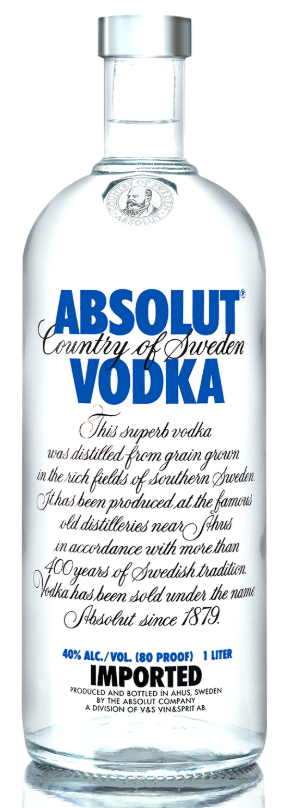 ABSOLUT®
Country of Sweden
VODKA
This superb vodka
was distilled from grain grown
in the rich fields of southern Sweden.
It has been produced at the famous
old distilleries near Åhus
in accordance with more than
400 years of Swedish tradition.
Vodka has been sold under the name
Absolut since 1879.
40% ALC./VOL. (80 PROOF) 1 LITER
IMPORTED
PRODUCED AND BOTTLED IN AHUS, SWEDEN
BY THE ABSOLUT COMPANY
A DIVISION OF V&S VIN&SPRIT AB.